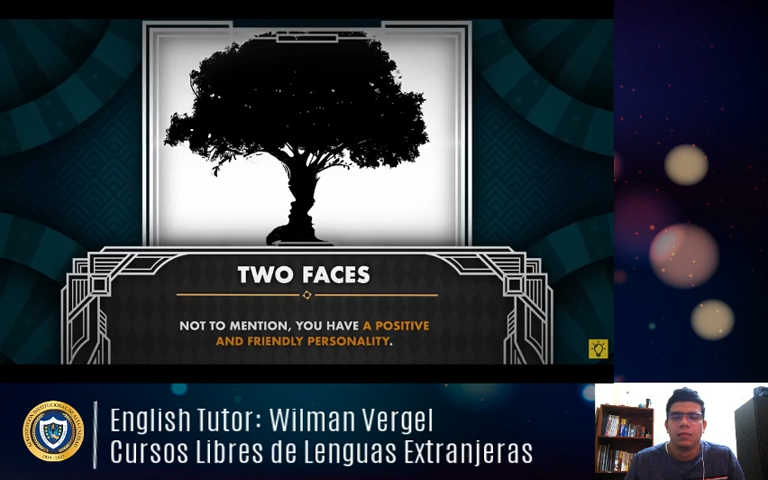 TWO FACES
NOT TO MENTION, YOU HAVE A POSITIVE
AND FRIENDLY PERSONALITY.
English Tutor: Wilman Vergel
Cursos Libres de Lenguas Extranjeras